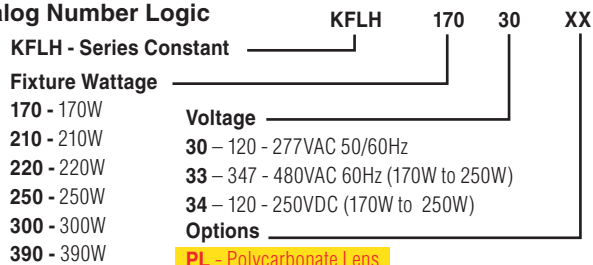 alog Number Logic
KFLH 170 30 XX
KFLH - Series Constant
Fixture Wattage
170 - 170W
210 - 210W
220 - 220W
250 - 250W
300 - 300W
390 - 390W
Voltage
30 – 120 - 277VAC 50/60Hz
33 – 347 - 480VAC 60Hz (170W to 250W)
34 – 120 - 250VDC (170W to 250W)
Options
PL - Polycarbonate Lens